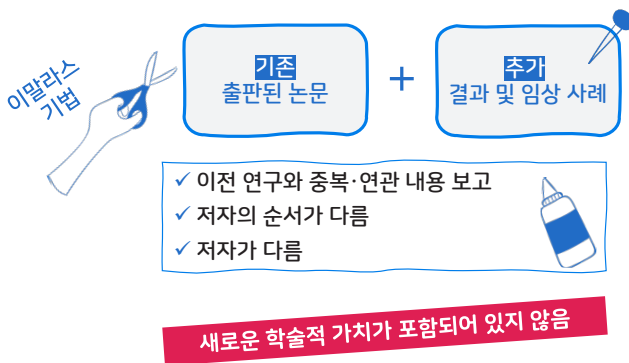 이말라스
기법
기존
출판된 논문
+
추가
결과 및 임상 사례
✓ 이전 연구와 중복·연관 내용 보고
✓ 저자의 순서가 다름
✓ 저자가 다름
새로운 학술적 가치가 포함되어 있지 않음